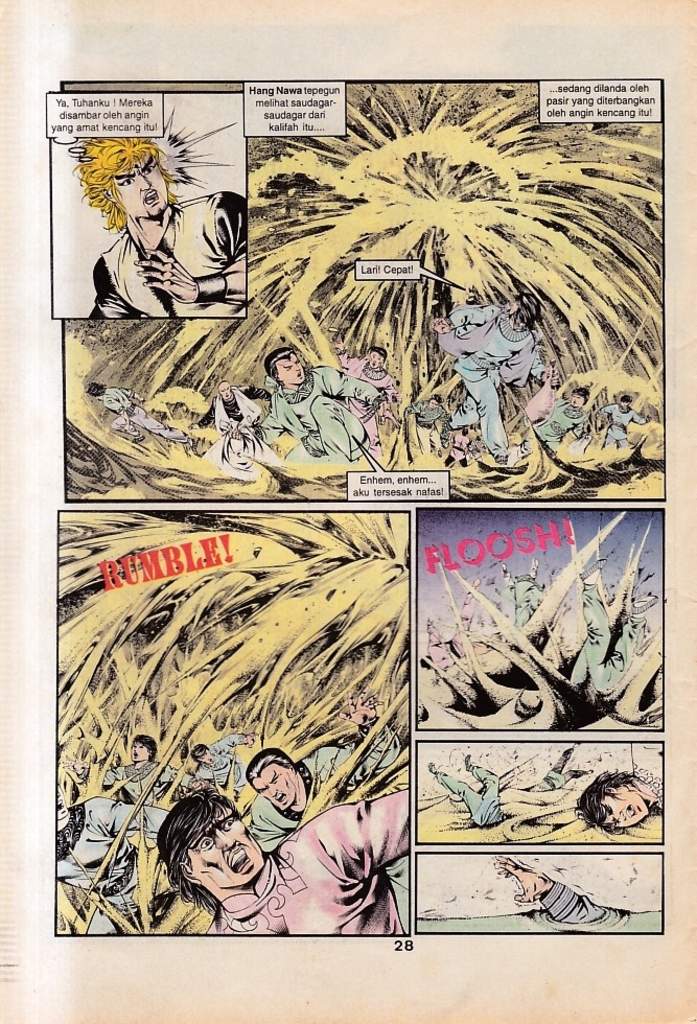 Ya, Tuhanku ! Mereka
disambar oleh angin
yang amat kencang itu!
Hang Nawa tepegun
melihat saudagar-
saudagar dari
kalifah itu....
...sedang dilanda oleh
pasir yang diterbangkan
oleh angin kencang itu!
Lari! Cepat!
Enhem, enhem...
aku tersesak nafas!
RUMBLE!
FLOOSH!
28